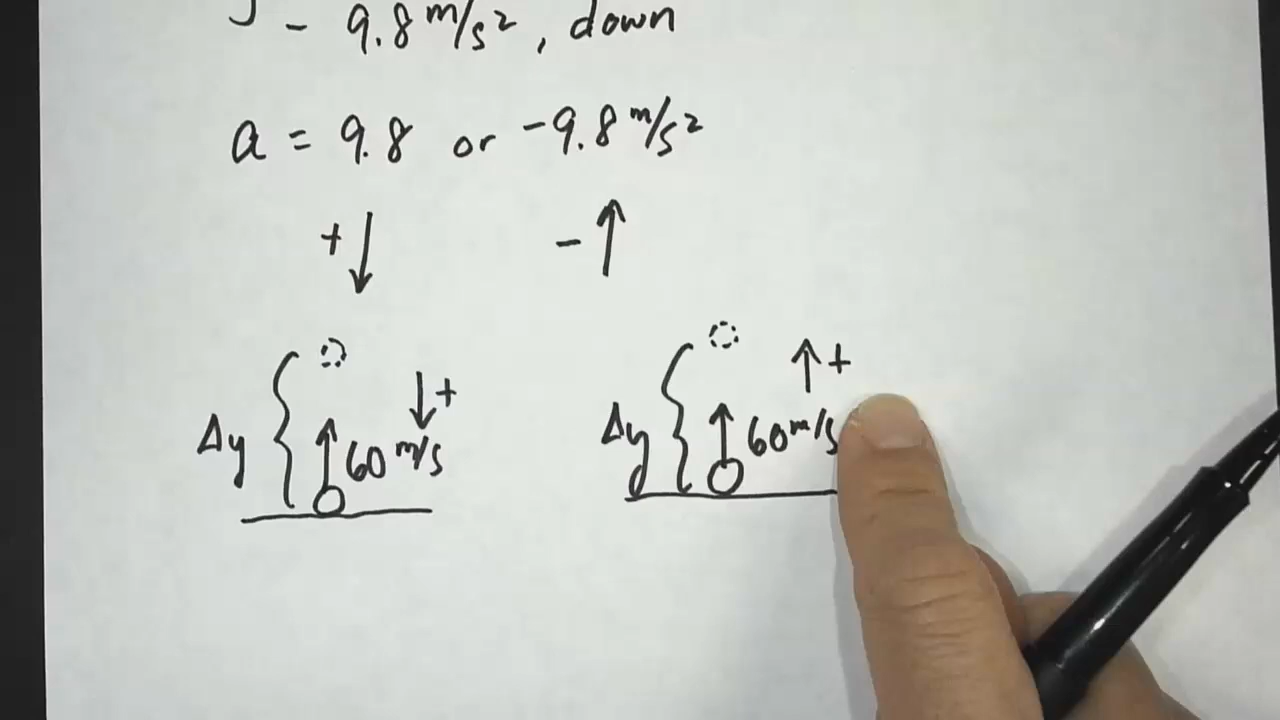 - 9.8 m/s², down
a = 9.8 or -9.8 m/s²
+↓ -↑
↓+ ↑+
Δy { 60 m/s Δy { 60 m/s